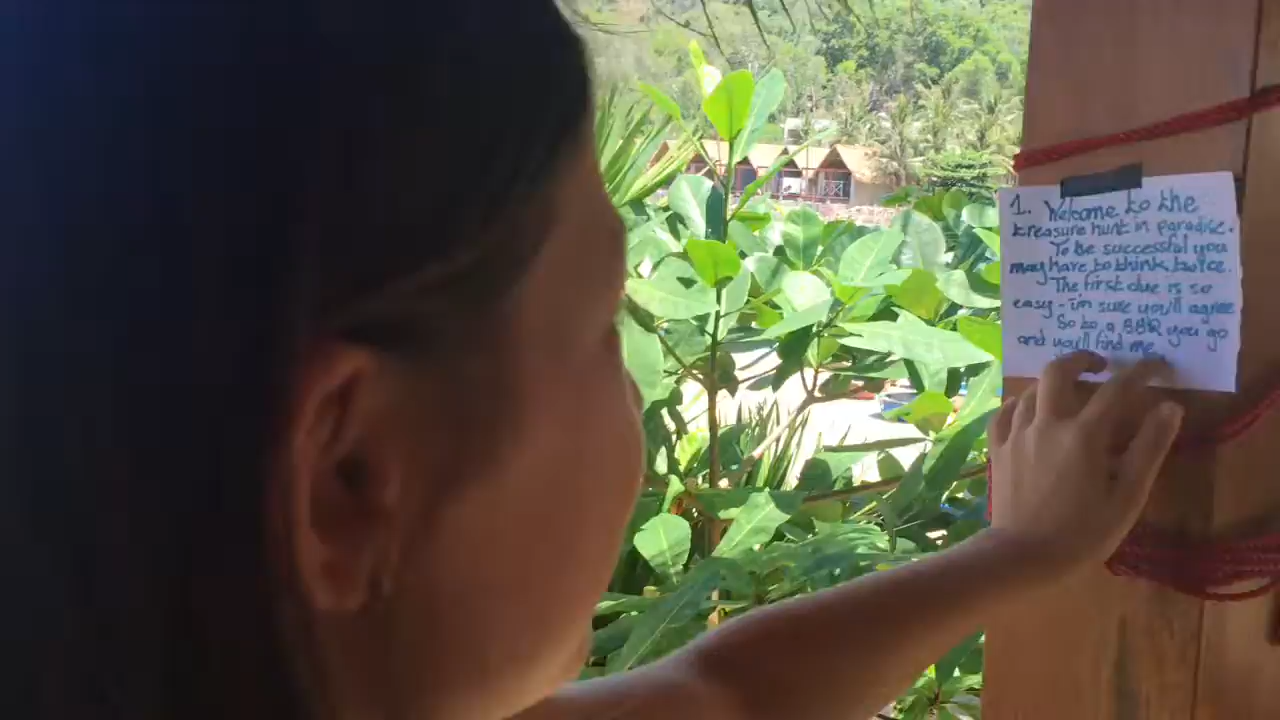 1. Welcome to the
treasure hunt in paradise.
To be successful you
may have to think twice.
The first clue is so
easy - i'm sure you'll agree
So to a BBQ you go
and you'll find me